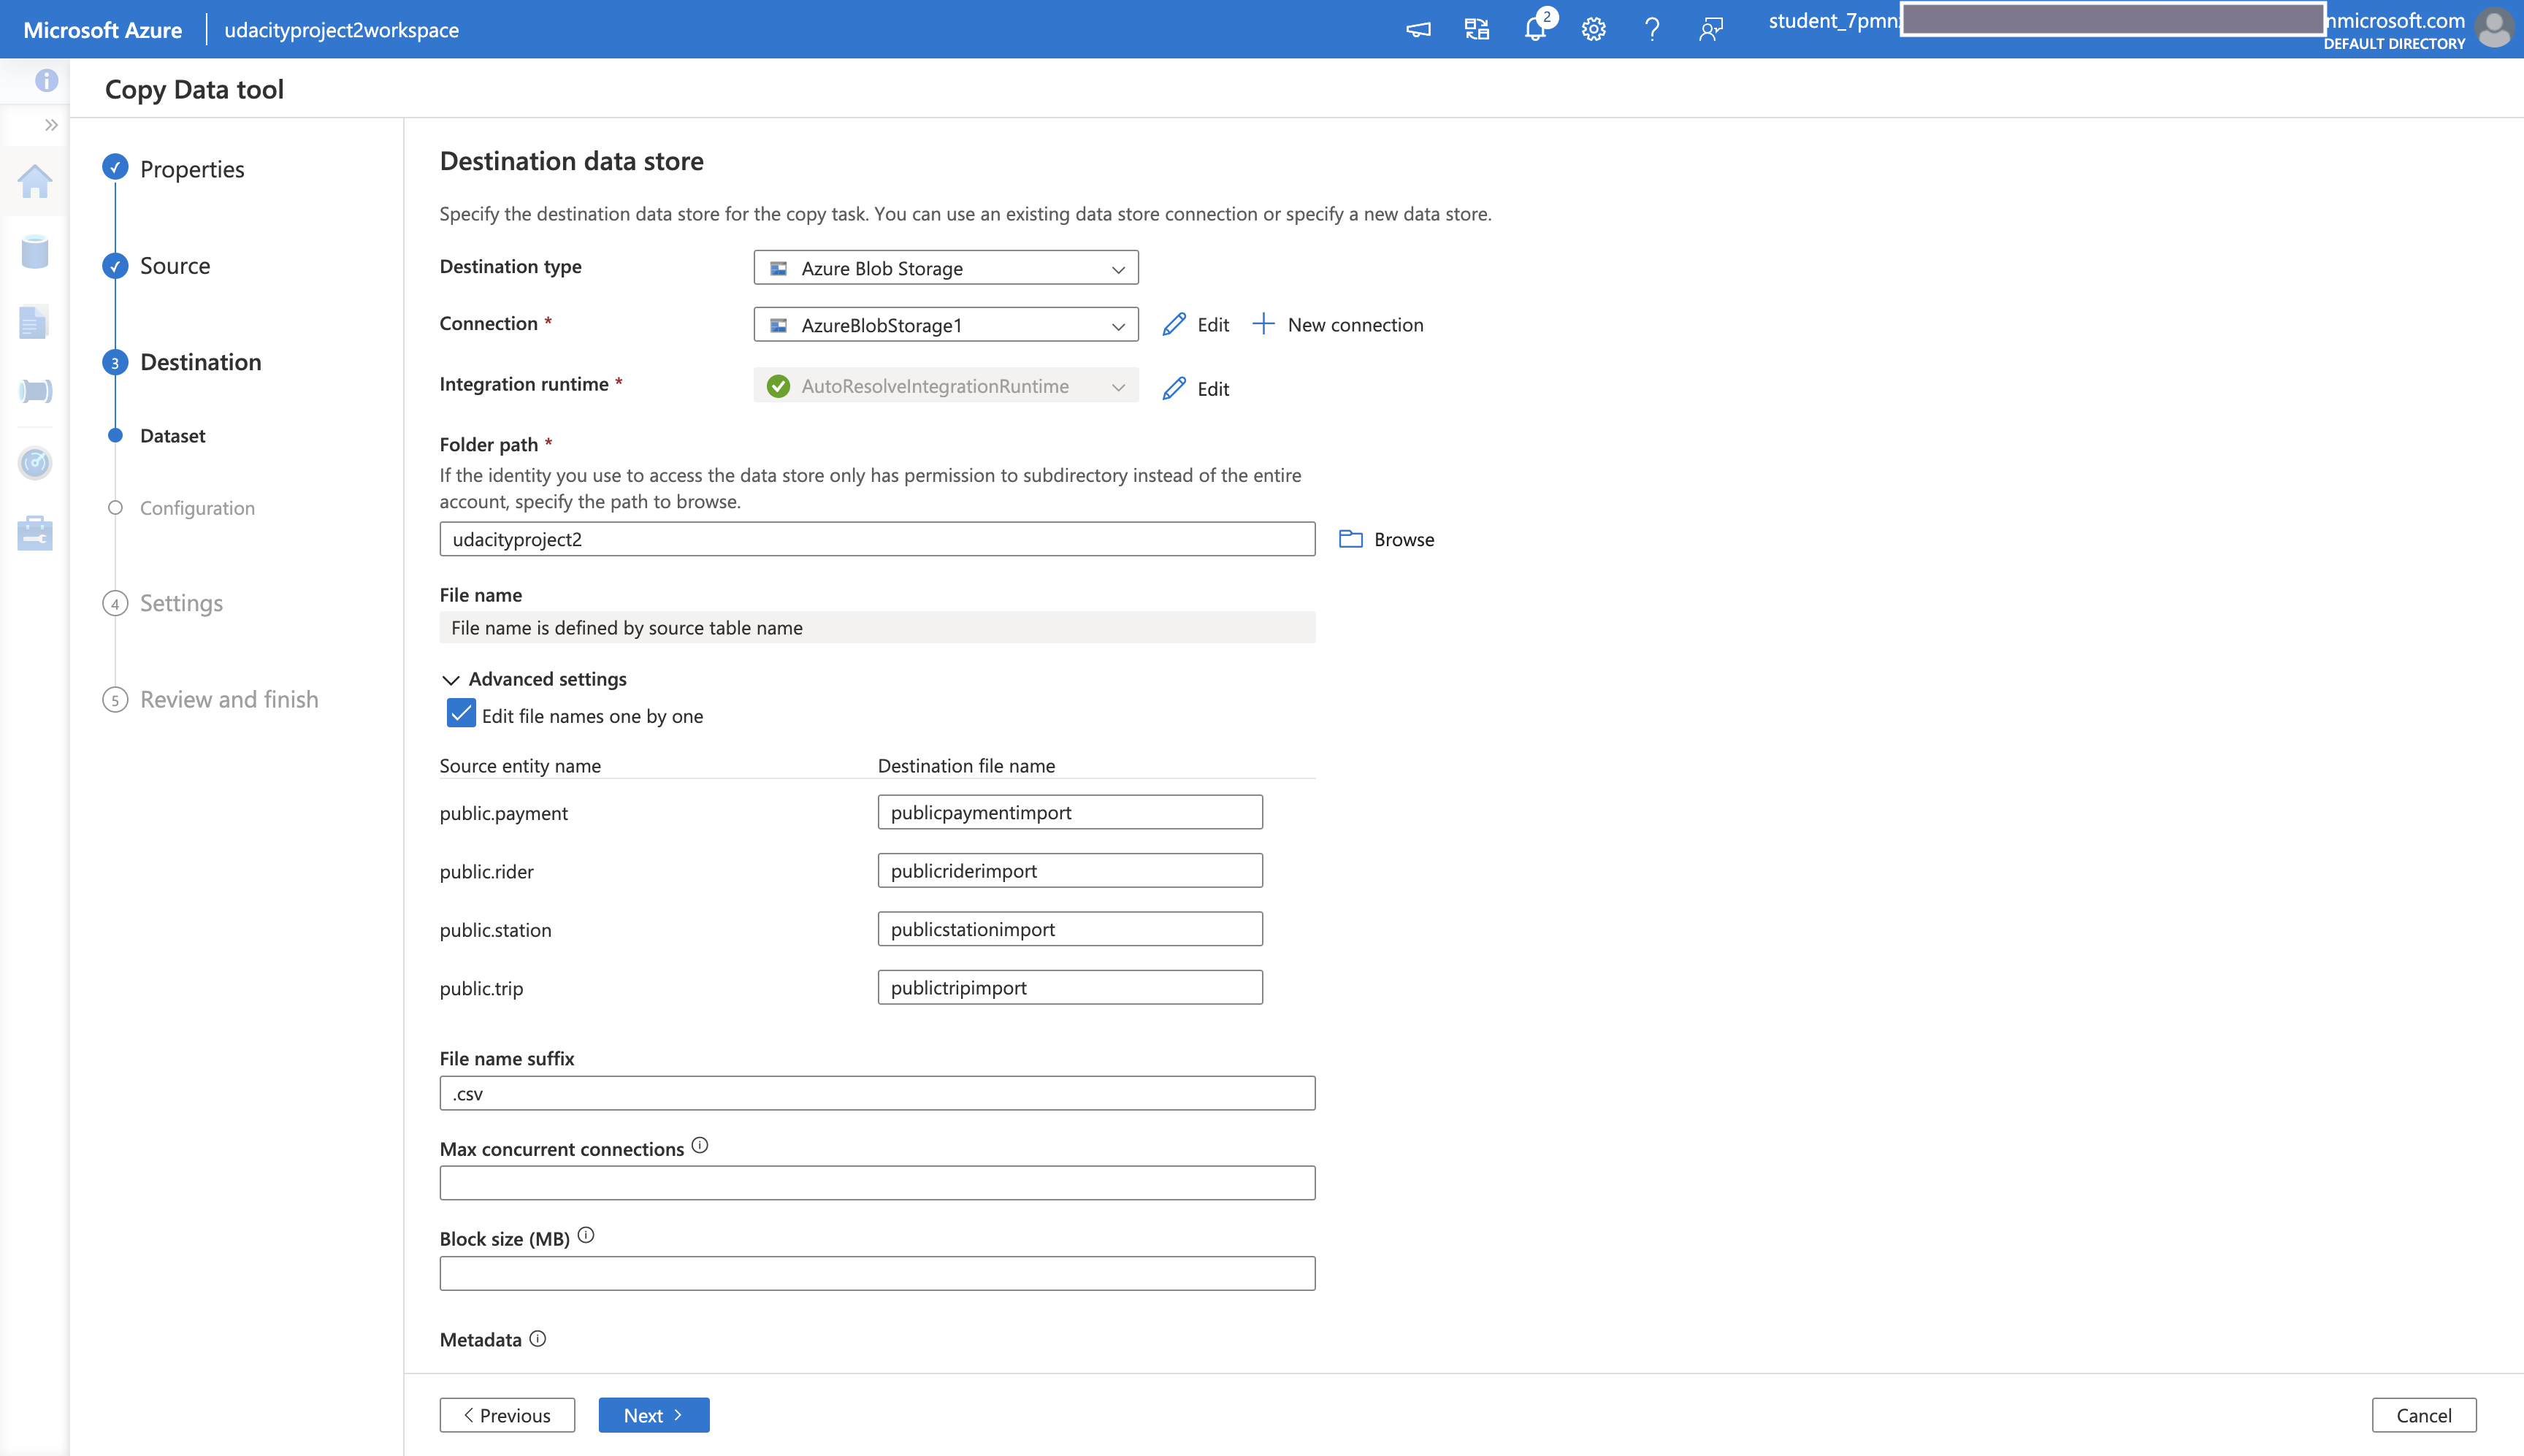 Microsoft Azure
udacityproject2workspace
2
student_7pmn
nmicrosoft.com
DEFAULT DIRECTORY
Copy Data tool
Properties
Source
3 Destination
Dataset
Configuration
4 Settings
5 Review and finish
Destination data store
Specify the destination data store for the copy task. You can use an existing data store connection or specify a new data store.
Destination type
Azure Blob Storage
Connection *
AzureBlobStorage1
Edit
New connection
Integration runtime *
AutoResolveIntegrationRuntime
Edit
Folder path *
If the identity you use to access the data store only has permission to subdirectory instead of the entire
account, specify the path to browse.
udacityproject2
Browse
File name
File name is defined by source table name
Advanced settings
Edit file names one by one
Source entity name
Destination file name
public.payment
publicpaymentimport
public.rider
publicriderimport
public.station
publicstationimport
public.trip
publictripimport
File name suffix
.csv
Max concurrent connections
Block size (MB)
Metadata
Previous
Next
Cancel